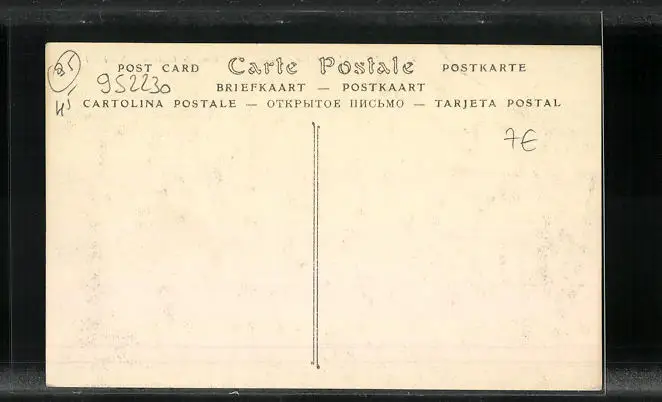 POST CARD Carte Postale POSTKARTE
952230
BRIEFKAART — POSTKAART
CARTOLINA POSTALE — ОТКРЫТОЕ ПИСЬМО — TARJETA POSTAL
7€